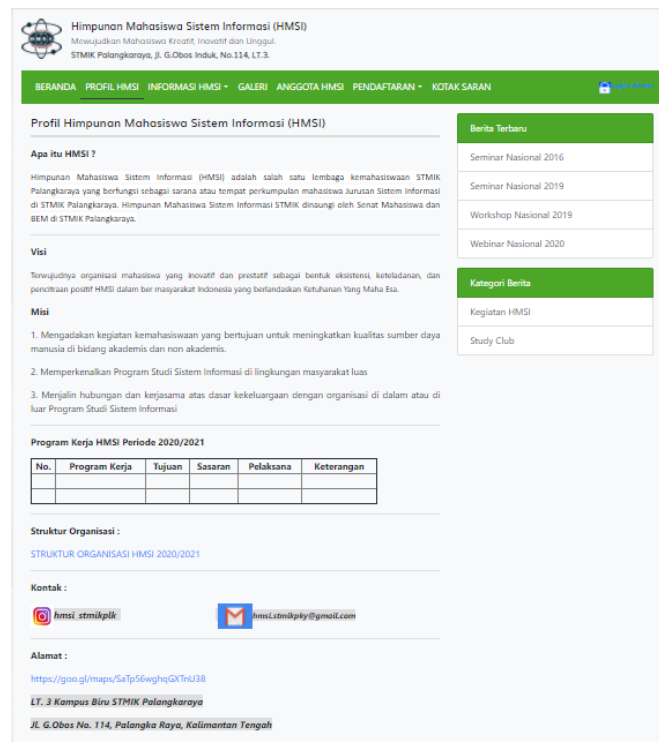 Himpunan Mahasiswa Sistem Informasi (HMSI)
Mewujudkan Mahasiswa Kreatif, Inovatif dan Unggul.
STMIK Palangkaraya, Jl. G.Obos Induk, No.114, LT.3.
BERANDA PROFIL HMSI INFORMASI HMSI GALERI ANGGOTA HMSI PENDAFTARAN KOTAK SARAN
Profil Himpunan Mahasiswa Sistem Informasi (HMSI)
Apa itu HMSI ?
Himpunan Mahasiswa Sistem Informasi (HMSI) adalah salah satu lembaga kemahasiswaan STMIK
Palangkaraya yang berfungsi sebagai sarana atau tempat perkumpulan mahasiswa Jurusan Sistem Informasi
di STMIK Palangkaraya. Himpunan Mahasiswa Sistem Informasi STMIK dinaungi oleh Senat Mahasiswa dan
BEM di STMIK Palangkaraya.
Visi
Terwujudnya organisasi mahasiswa yang inovatif dan prestatif sebagai bentuk eksistensi, keteladanan, dan
pencitraan positif HMSI dalam ber masyarakat Indonesia yang berlandaskan Ketuhanan Yang Maha Esa.
Misi
1. Mengadakan kegiatan kemahasiswaan yang bertujuan untuk meningkatkan kualitas sumber daya
manusia di bidang akademis dan non akademis.
2. Memperkenalkan Program Studi Sistem Informasi di lingkungan masyarakat luas
3. Menjalin hubungan dan kerjasama atas dasar kekeluargaan dengan organisasi di dalam atau di
luar Program Studi Sistem Informasi
Program Kerja HMSI Periode 2020/2021
No. Program Kerja Tujuan Sasaran Pelaksana Keterangan
Struktur Organisasi :
STRUKTUR ORGANISASI HMSI 2020/2021
Kontak :
hmsi_stmikplk
hmsi.stmikpky@gmail.com
Alamat :
https://goo.gl/maps/SaTp56wghqGXTnU38
LT. 3 Kampus Biru STMIK Palangkaraya
Jl. G.Obos No. 114, Palangka Raya, Kalimantan Tengah
Berita Terbaru
Seminar Nasional 2016
Seminar Nasional 2019
Workshop Nasional 2019
Webinar Nasional 2020
Kategori Berita
Kegiatan HMSI
Study Club